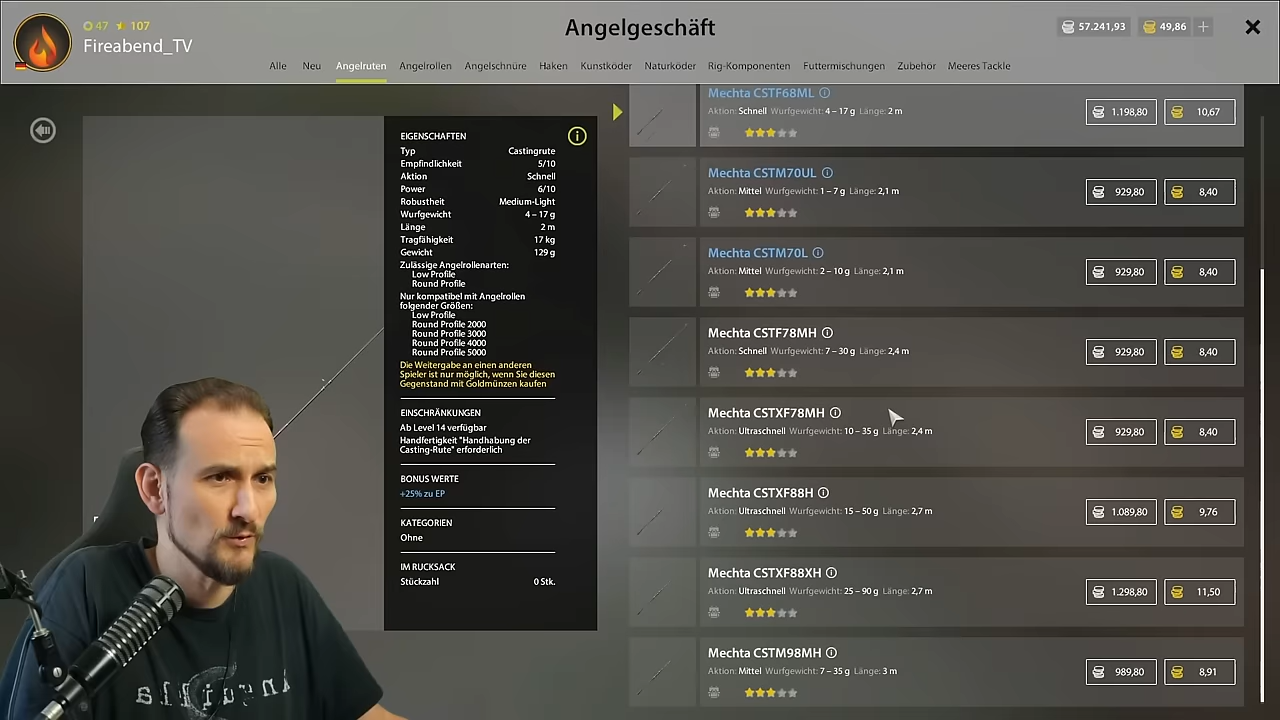 47 107
Fireabend_TV
Angelgeschäft
57.241,93 49,86 +
Alle Neu Angelruten Angelrollen Angelschnüre Haken Kunstköder Naturköder Rig-Komponenten Futtermischungen Zubehör Meeres Tackle
EIGENSCHAFTEN
Typ Castingrute
Empfindlichkeit 5/10
Aktion Schnell
Power 6/10
Robustheit Medium-Light
Wurfgewicht 4 – 17 g
Länge 2 m
Tragfähigkeit 17 kg
Gewicht 129 g
Zulässige Angelrollenarten:
Low Profile
Round Profile
Nur kompatibel mit Angelrollen
folgender Größen:
Low Profile
Round Profile 2000
Round Profile 3000
Round Profile 4000
Round Profile 5000
Die Weitergabe an einen anderen
Spieler ist nur möglich, wenn Sie diesen
Gegenstand mit Goldmünzen kaufen
EINSCHRÄNKUNGEN
Ab Level 14 verfügbar
Handfertigkeit "Handhabung der
Casting-Rute" erforderlich
BONUS WERTE
+25% zu EP
KATEGORIEN
Ohne
IM RUCKSACK
Stückzahl 0 Stk.
Mechta CSTF68ML
Aktion: Schnell Wurfgewicht: 4 – 17 g Länge: 2 m
1.198,80 10,67
Mechta CSTM70UL
Aktion: Mittel Wurfgewicht: 1 – 7 g Länge: 2,1 m
929,80 8,40
Mechta CSTM70L
Aktion: Mittel Wurfgewicht: 2 – 10 g Länge: 2,1 m
929,80 8,40
Mechta CSTF78MH
Aktion: Schnell Wurfgewicht: 7 – 30 g Länge: 2,4 m
929,80 8,40
Mechta CSTXF78MH
Aktion: Ultraschnell Wurfgewicht: 10 – 35 g Länge: 2,4 m
929,80 8,40
Mechta CSTXF88H
Aktion: Ultraschnell Wurfgewicht: 15 – 50 g Länge: 2,7 m
1.089,80 9,76
Mechta CSTXF88XH
Aktion: Ultraschnell Wurfgewicht: 25 – 90 g Länge: 2,7 m
1.298,80 11,50
Mechta CSTM98MH
Aktion: Mittel Wurfgewicht: 7 – 35 g Länge: 3 m
989,80 8,91